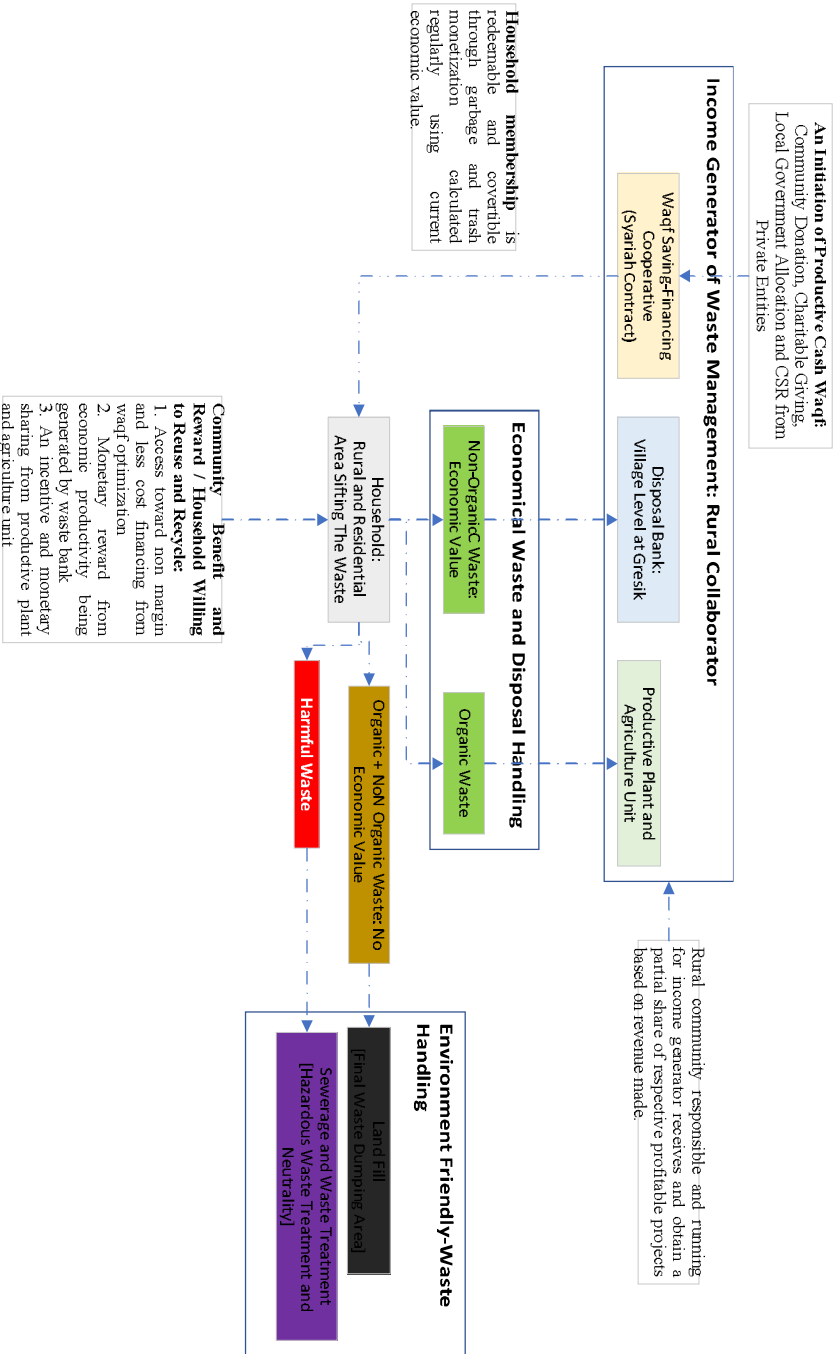 An Initiation of Productive Cash Waqf:
Community Donation, Charitable Giving,
Local Government Allocation and CSR from
Private Entities
Income Generator of Waste Management: Rural Collaborator
Waqf Saving-Financing
Cooperative
(Syariah Contract)
Disposal Bank:
Village Level at Gresik
Productive Plant and
Agriculture Unit
Rural community responsible and running
for income generator receives and obtain a
partial share of respective profitable projects
based on revenue made.
Household membership is
redeemable and covertible
through garbage and trash
monetization calculated
regularly using current
economic value.
Economical Waste and Disposal Handling
Non-OrganicC Waste:
Economic Value
Organic Waste
Household:
Rural and Residential
Area Sifting The Waste
Organic + NoN Organic Waste: No
Economic Value
Harmful Waste
Environment Friendly-Waste
Handling
Land Fill
[Final Waste Dumping Area]
Sewerage and Waste Treatment
[Hazardous Waste Treatment and
Neutrality]
Community Benefit and
Reward / Household Willing
to Reuse and Recycle:
1. Access toward non margin
and less cost financing from
waqf optimization
2. Monetary reward from
economic productivity being
generated by waste bank
3. An incentive and monetary
sharing from productive plant
and agriculture unit